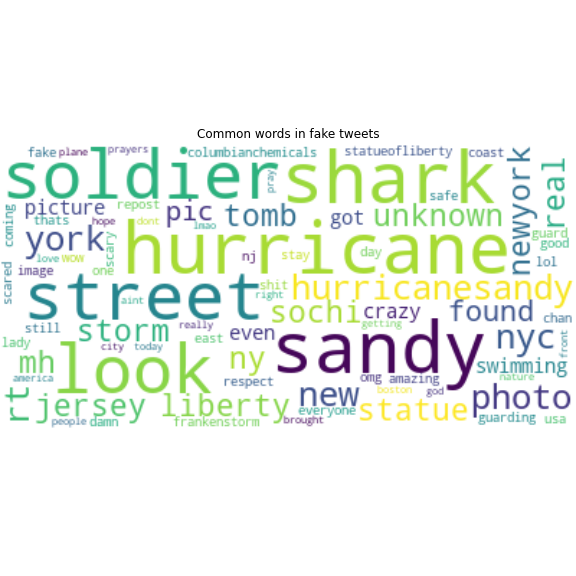 Common words in fake tweets
fake plane prayers columbianchemicals statueofliberty coast
soldier pray shark safe newyork real
coming picture repost pic tomb got unknown guard
thats hope dont lmao good
york hurricane
love wow scary nj stay day lol
scared image one shit hurricanesandy
street right sochi crazy found chan
aint getting
still storm really even sandy nyc front
lady city east
mh look ny omg amazing swimming
america today respect boston god nature
rt jersey liberty new statue photo
everyone
people damn frankenstorm brought guarding usa